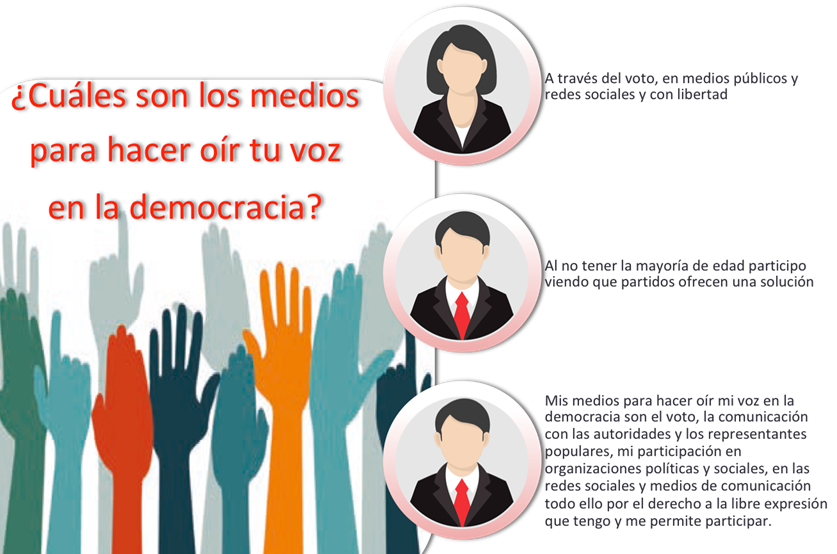 ¿Cuáles son los medios
para hacer oír tu voz
en la democracia?
A través del voto, en medios públicos y
redes sociales y con libertad
Al no tener la mayoría de edad participo
viendo que partidos ofrecen una solución
Mis medios para hacer oír mi voz en la
democracia son el voto, la comunicación
con las autoridades y los representantes
populares, mi participación en
organizaciones políticas y sociales, en las
redes sociales y medios de comunicación
todo ello por el derecho a la libre expresión
que tengo y me permite participar.